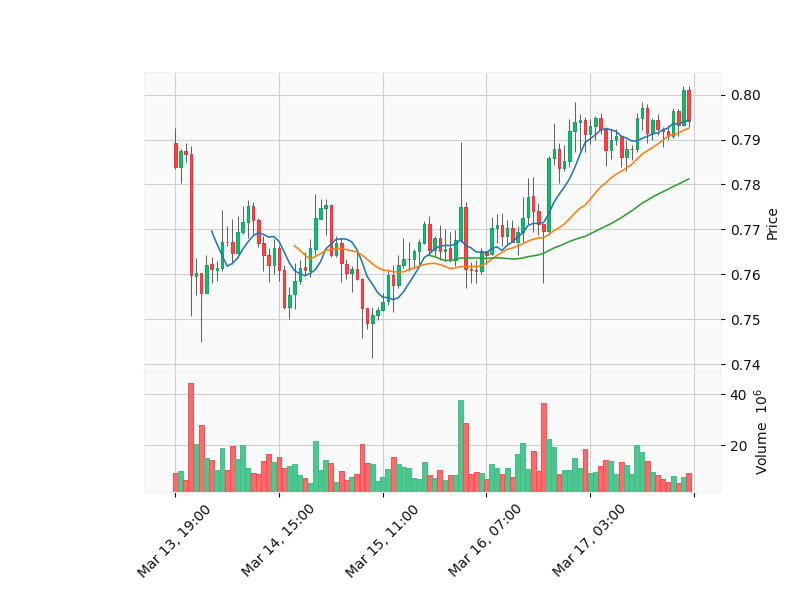 0.80
0.79
0.78
0.77
0.76
0.75
0.74
Price
40
20
Volume 10^6
Mar 13, 19:00
Mar 14, 15:00
Mar 15, 11:00
Mar 16, 07:00
Mar 17, 03:00